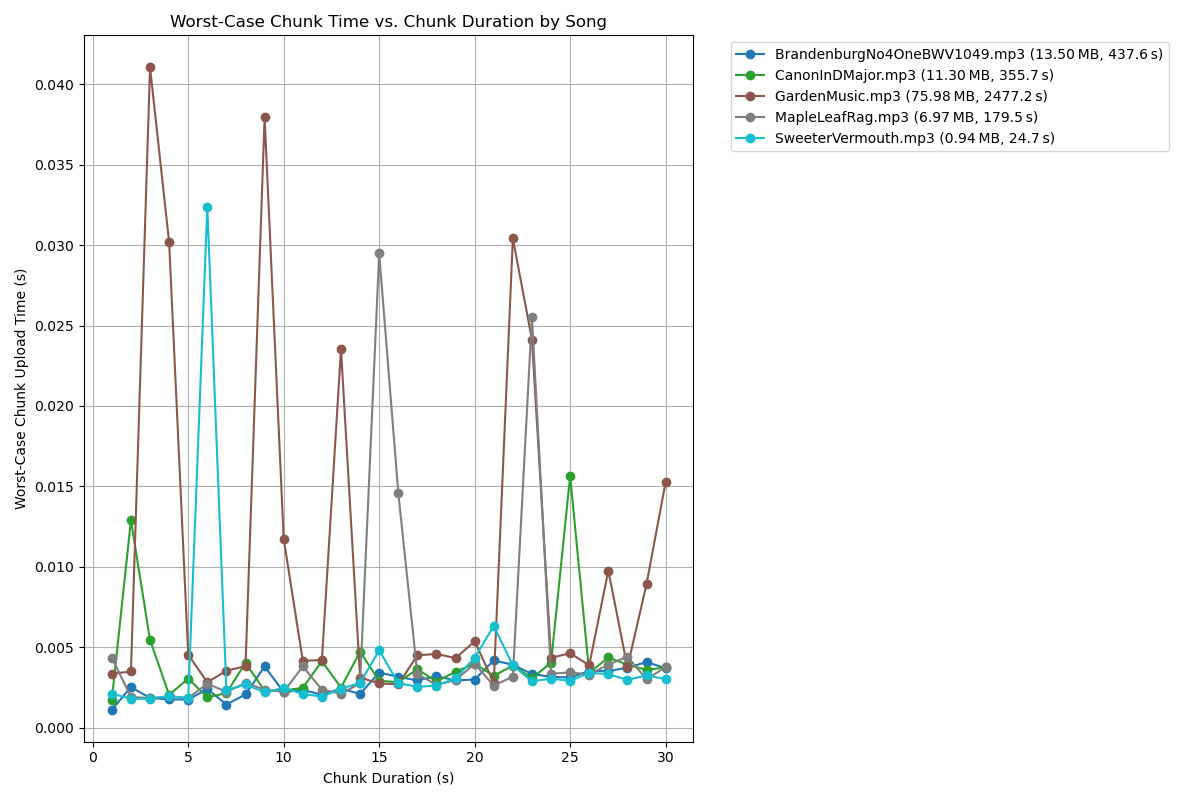 Worst-Case Chunk Time vs. Chunk Duration by Song
BrandenburgNo4OneBWV1049.mp3 (13.50 MB, 437.6 s)
CanonInDMajor.mp3 (11.30 MB, 355.7 s)
GardenMusic.mp3 (75.98 MB, 2477.2 s)
MapleLeafRag.mp3 (6.97 MB, 179.5 s)
SweeterVermouth.mp3 (0.94 MB, 24.7 s)
Worst-Case Chunk Upload Time (s)
0.040
0.035
0.030
0.025
0.020
0.015
0.010
0.005
0.000
0 5 10 15 20 25 30
Chunk Duration (s)